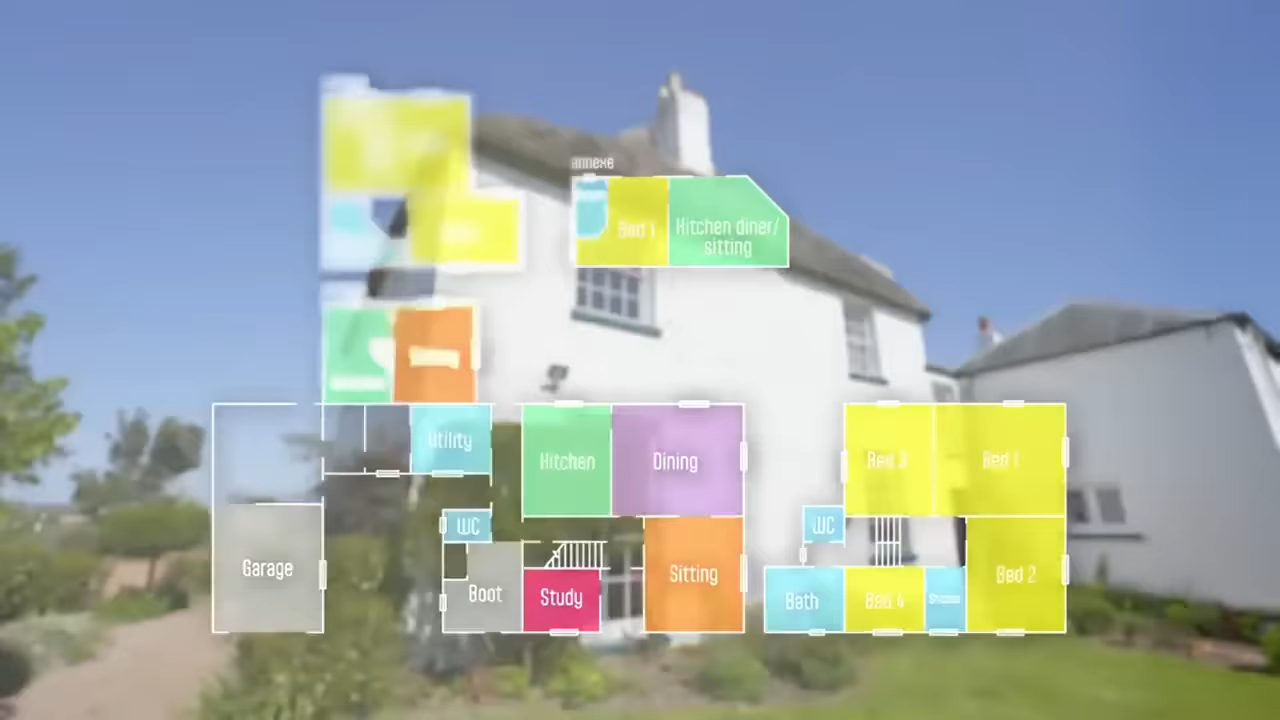 annexe
Bed 1
Kitchen diner/
sitting
Utility
Kitchen
Dining
Bed 3
Bed 1
WC
WC
Garage
Sitting
Bed 2
Boot
Study
Bath
Bed 4